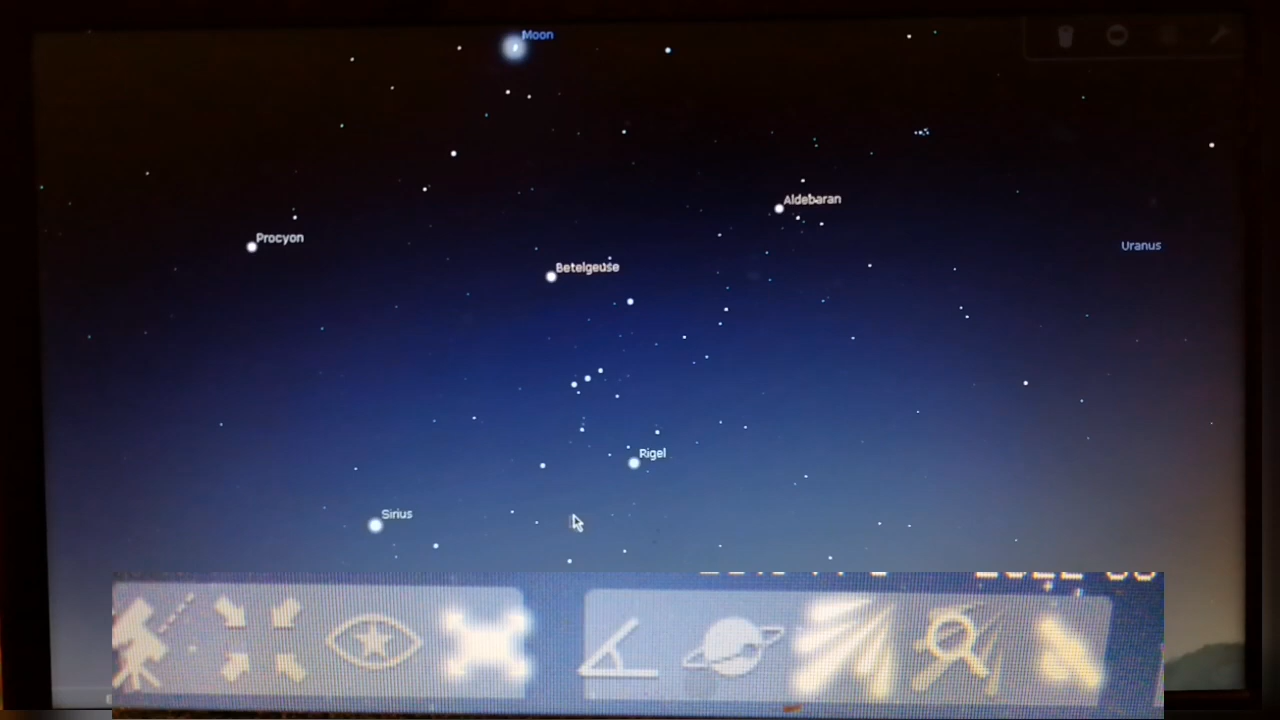 Moon
Aldebaran
Procyon
Uranus
Betelgeuse
Rigel
Sirius